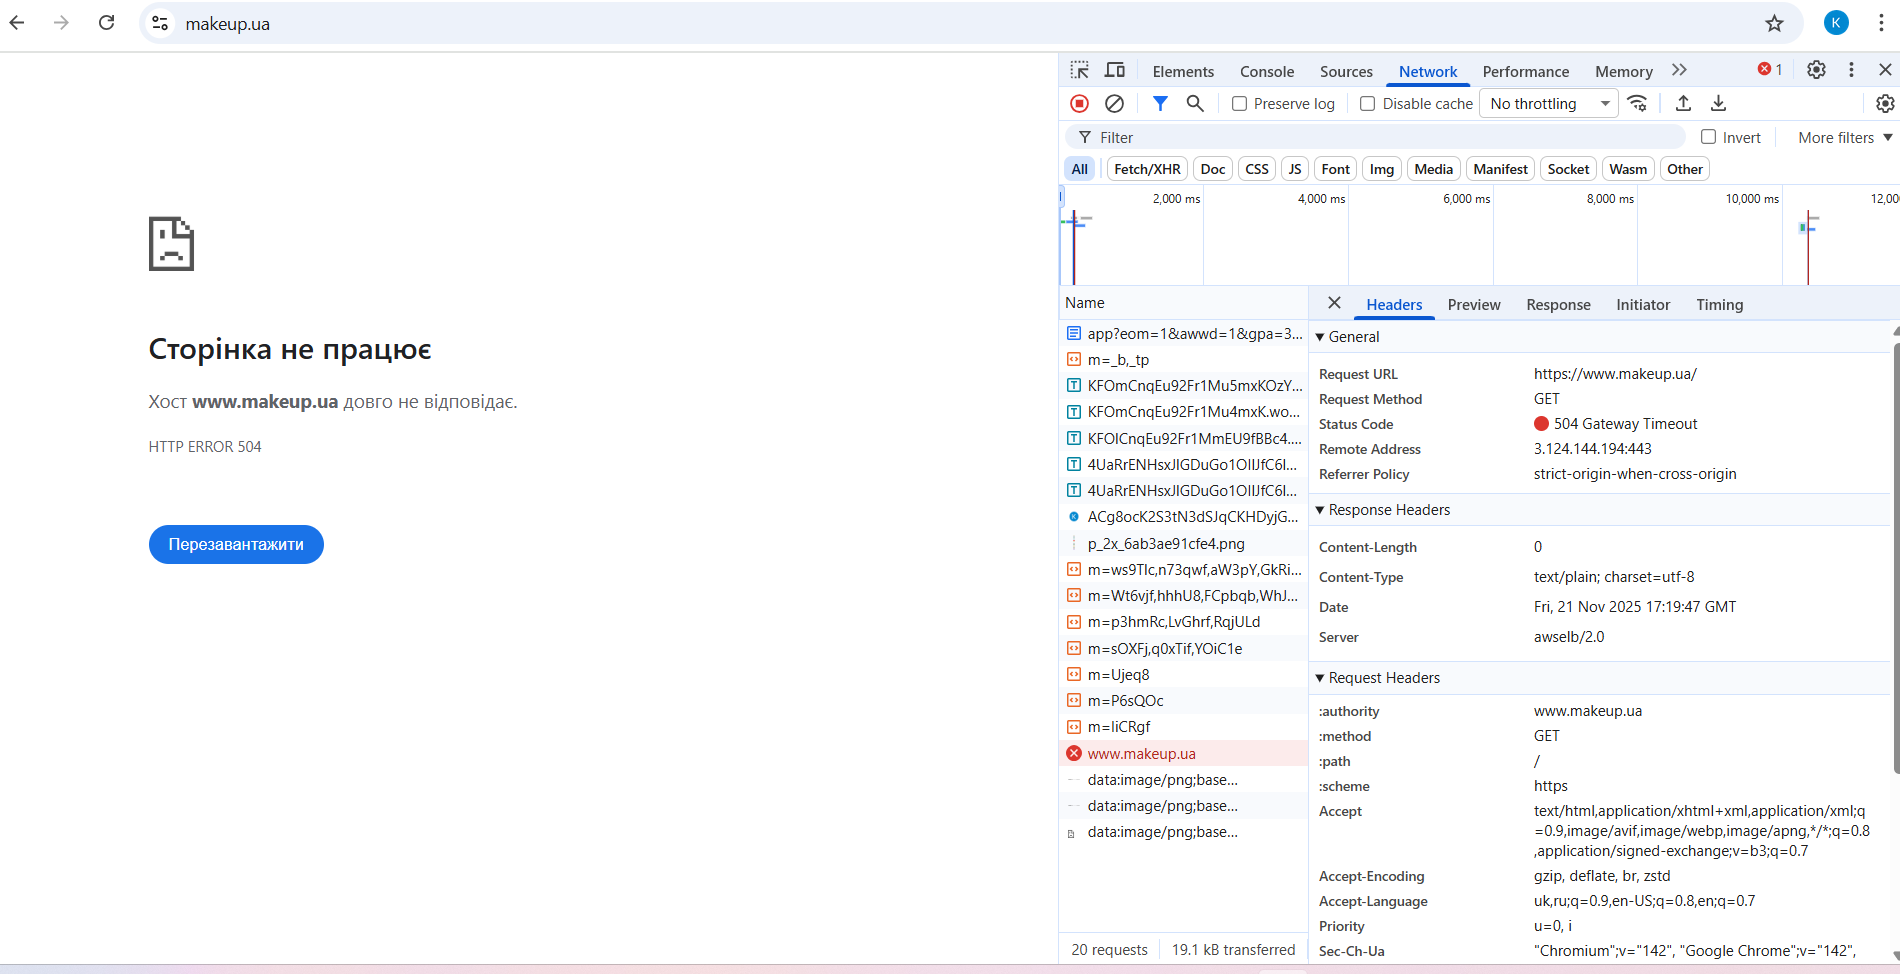 makeup.ua
K
Elements Console Sources Network Performance Memory 1
Preserve log Disable cache No throttling
Filter Invert More filters
All Fetch/XHR Doc CSS JS Font Img Media Manifest Socket Wasm Other
2,000 ms 4,000 ms 6,000 ms 8,000 ms 10,000 ms 12,00
Сторінка не працює
Хост www.makeup.ua довго не відповідає.
HTTP ERROR 504
Перезавантажити
Name
app?eom=1&awwd=1&gpa=3...
m=_b,_tp
KFOmCnqEu92Fr1Mu5mxKOzY...
KFOmCnqEu92Fr1Mu4mxK.wo...
KFOlCnqEu92Fr1MmEU9fBBc4....
4UaRrENHsxJlGDuGo1OIlJfC6l...
4UaRrENHsxJlGDuGo1OIlJfC6l...
ACg8ocK2S3tN3dSJqCKHDyjG...
p_2x_6ab3ae91cfe4.png
m=ws9Tlc,n73qwf,aW3pY,GkRi...
m=Wt6vjf,hhhU8,FCpbqb,WhJ...
m=p3hmRc,LvGhrf,RqjULd
m=sOXFj,q0xTif,YOiC1e
m=Ujeq8
m=P6sQOc
m=IiCRgf
www.makeup.ua
data:image/png;base...
data:image/png;base...
data:image/png;base...
20 requests 19.1 kB transferred
Headers Preview Response Initiator Timing
General
Request URL https://www.makeup.ua/
Request Method GET
Status Code 504 Gateway Timeout
Remote Address 3.124.144.194:443
Referrer Policy strict-origin-when-cross-origin
Response Headers
Content-Length 0
Content-Type text/plain; charset=utf-8
Date Fri, 21 Nov 2025 17:19:47 GMT
Server awselb/2.0
Request Headers
:authority www.makeup.ua
:method GET
:path /
:scheme https
Accept text/html,application/xhtml+xml,application/xml;q
=0.9,image/avif,image/webp,image/apng,*/*;q=0.8
,application/signed-exchange;v=b3;q=0.7
Accept-Encoding gzip, deflate, br, zstd
Accept-Language uk,ru;q=0.9,en-US;q=0.8,en;q=0.7
Priority u=0, i
Sec-Ch-Ua "Chromium";v="142", "Google Chrome";v="142",